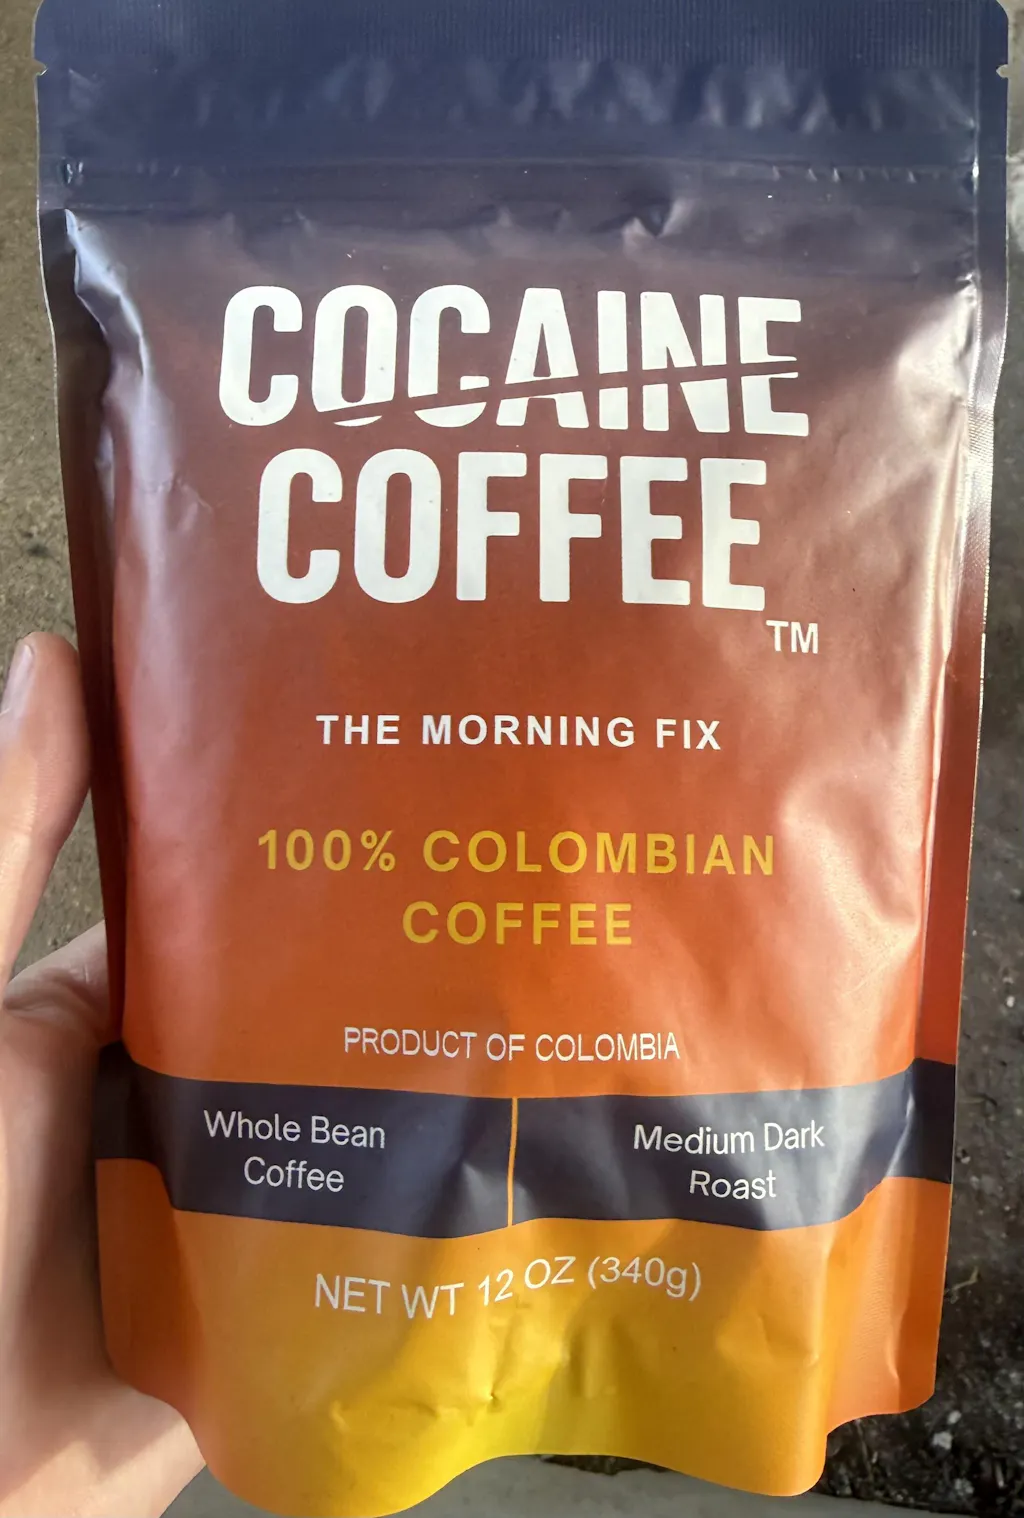 COCAINE
COFFEE
TM
THE MORNING FIX
100% COLOMBIAN
COFFEE
PRODUCT OF COLOMBIA
Whole Bean
Coffee
Medium Dark
Roast
NET WT 12 OZ (340g)